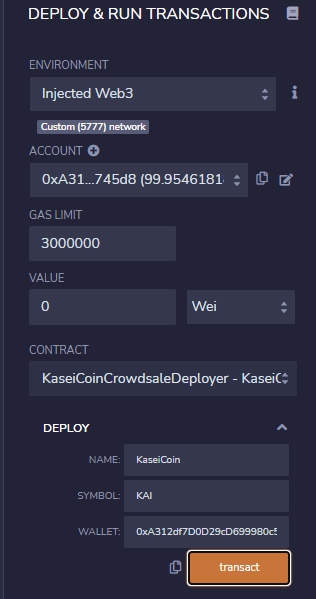 DEPLOY & RUN TRANSACTIONS
ENVIRONMENT
Injected Web3
Custom (5777) network
ACCOUNT
0xA31...745d8 (99.9546181
GAS LIMIT
3000000
VALUE
0 Wei
CONTRACT
KaseiCoinCrowdsaleDeployer - KaseiC
DEPLOY
NAME: KaseiCoin
SYMBOL: KAI
WALLET: 0xA312df7D0D29cD699980c5
transact